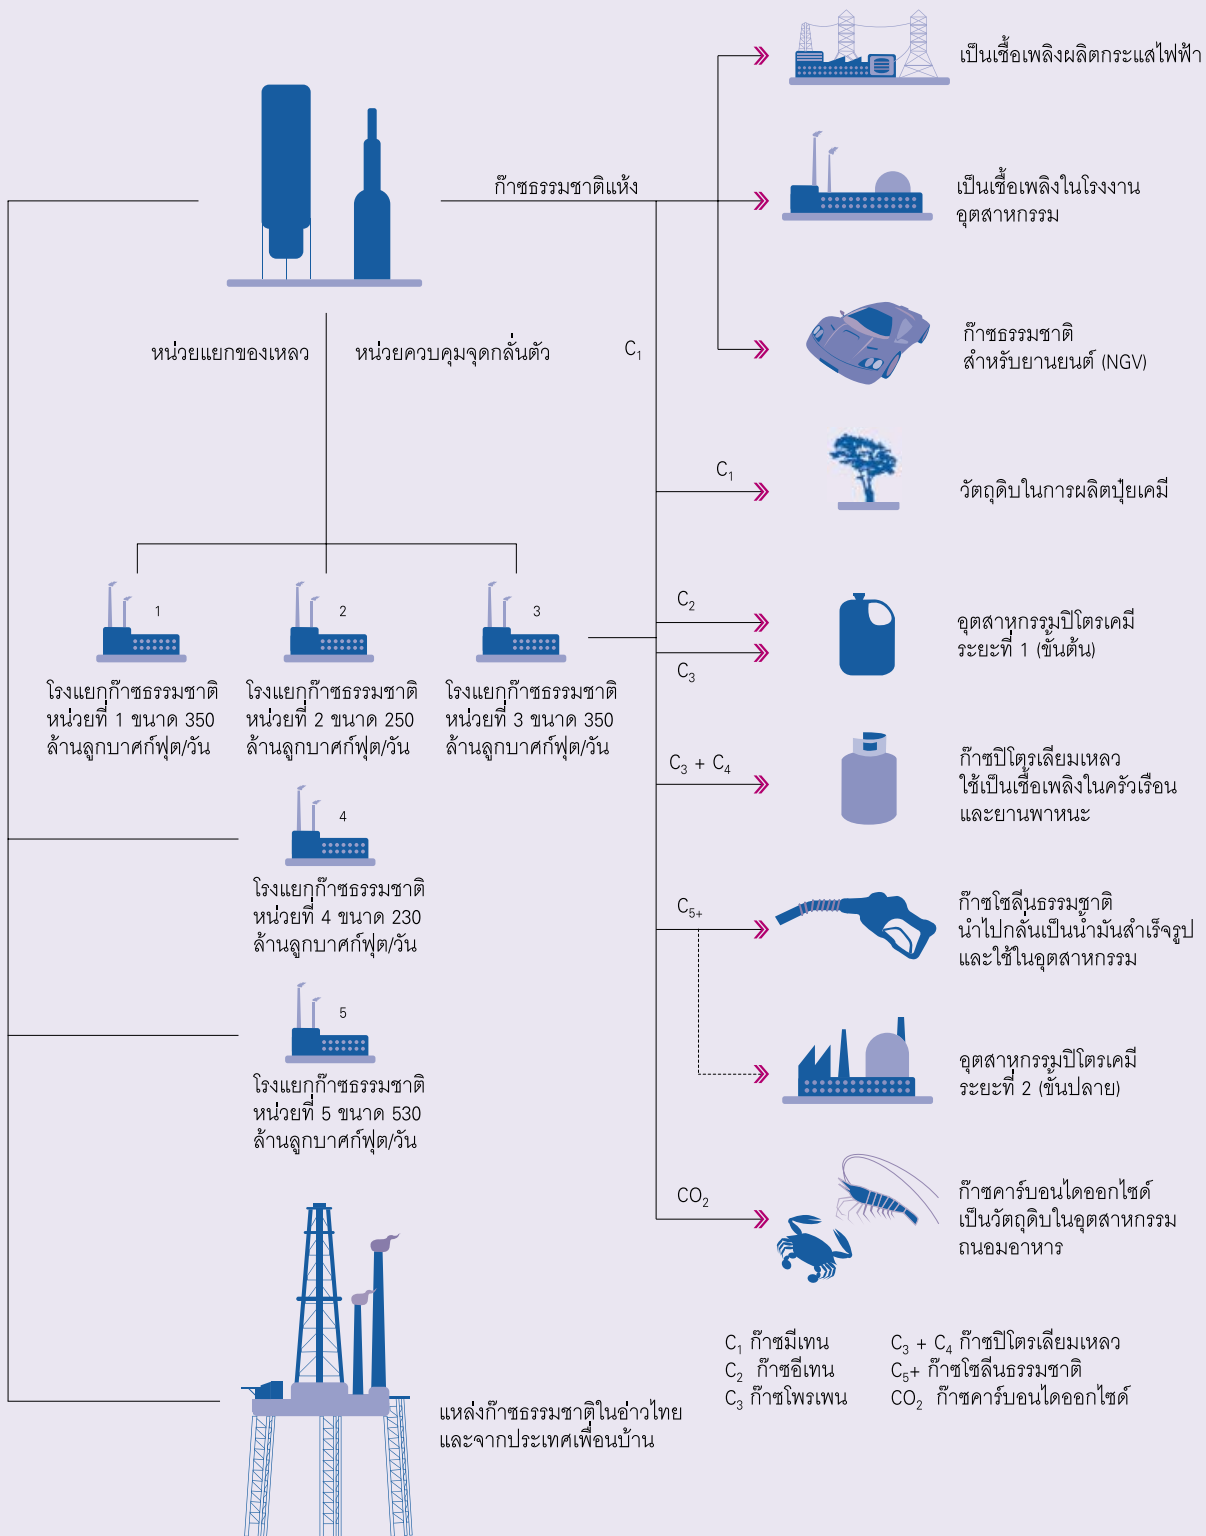 เป็นเชื้อเพลิงผลิตกระแสไฟฟ้า
ก๊าซธรรมชาติแห้ง
เป็นเชื้อเพลิงในโรงงาน
อุตสาหกรรม
หน่วยแยกของเหลว
หน่วยควบคุมจุดกลั่นตัว
C₁
ก๊าซธรรมชาติ
สำหรับยานยนต์ (NGV)
C₁
วัตถุดิบในการผลิตปุ๋ยเคมี
1
2
3
C₂
C₃
อุตสาหกรรมปิโตรเคมี
ระยะที่ 1 (ขั้นต้น)
โรงแยกก๊าซธรรมชาติ
หน่วยที่ 1 ขนาด 350
ล้านลูกบาศก์ฟุต/วัน
โรงแยกก๊าซธรรมชาติ
หน่วยที่ 2 ขนาด 250
ล้านลูกบาศก์ฟุต/วัน
โรงแยกก๊าซธรรมชาติ
หน่วยที่ 3 ขนาด 350
ล้านลูกบาศก์ฟุต/วัน
C₃ + C₄
ก๊าซปิโตรเลียมเหลว
ใช้เป็นเชื้อเพลิงในครัวเรือน
และยานพาหนะ
4
โรงแยกก๊าซธรรมชาติ
หน่วยที่ 4 ขนาด 230
ล้านลูกบาศก์ฟุต/วัน
C₅₊
ก๊าซโซลีนธรรมชาติ
นำไปกลั่นเป็นน้ำมันสำเร็จรูป
และใช้ในอุตสาหกรรม
5
โรงแยกก๊าซธรรมชาติ
หน่วยที่ 5 ขนาด 530
ล้านลูกบาศก์ฟุต/วัน
อุตสาหกรรมปิโตรเคมี
ระยะที่ 2 (ขั้นปลาย)
CO₂
ก๊าซคาร์บอนไดออกไซด์
เป็นวัตถุดิบในอุตสาหกรรม
ถนอมอาหาร
แหล่งก๊าซธรรมชาติในอ่าวไทย
และจากประเทศเพื่อนบ้าน
C₁ ก๊าซมีเทน
C₂ ก๊าซอีเทน
C₃ ก๊าซโพรเพน
C₃ + C₄ ก๊าซปิโตรเลียมเหลว
C₅+ ก๊าซโซลีนธรรมชาติ
CO₂ ก๊าซคาร์บอนไดออกไซด์